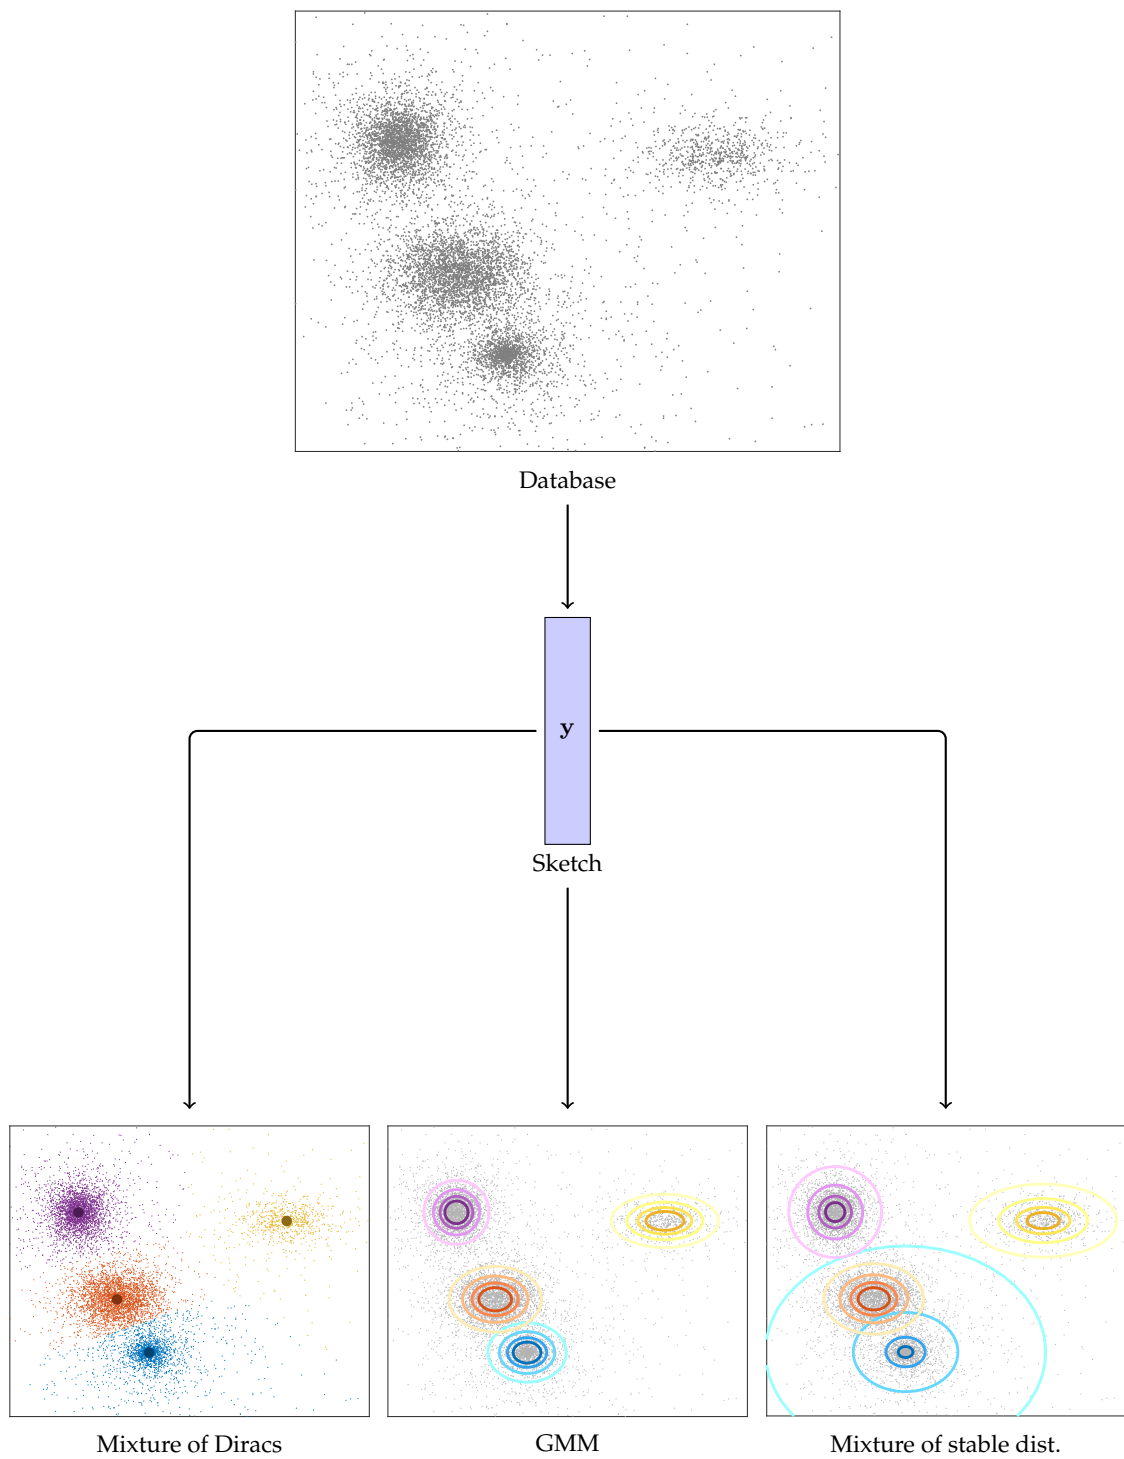 Database
y
Sketch
Mixture of Diracs
GMM
Mixture of stable dist.